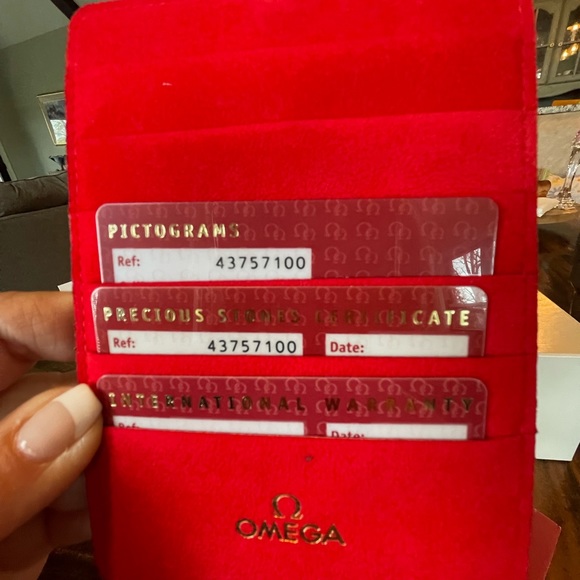 PICTOGRAMS
Ref: 43757100
PRECIOUS STONES CERTIFICATE
Ref: 43757100 Date:
INTERNATIONAL WARRANTY
Date:
Ω
OMEGA